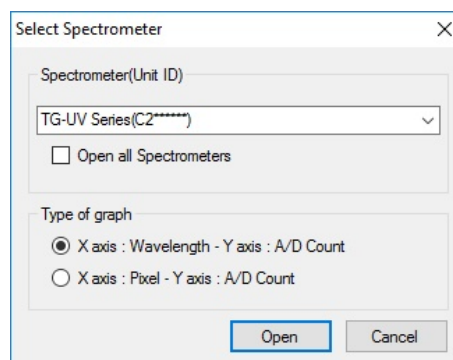 Select Spectrometer
Spectrometer(Unit ID)
TG-UV Series(C2******)
Open all Spectrometers
Type of graph
X axis : Wavelength - Y axis : A/D Count
X axis : Pixel - Y axis : A/D Count
Open Cancel